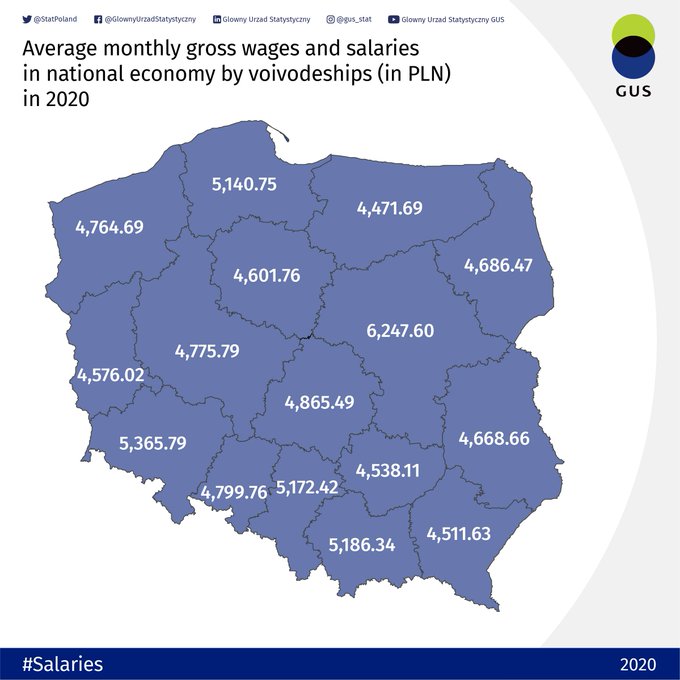 @StatPoland @GlownyUrzadStatystyczny Glowny Urzad Statystyczny @gus_stat Glowny Urzad Statystyczny GUS
Average monthly gross wages and salaries
in national economy by voivodeships (in PLN)
in 2020
GUS
5,140.75
4,471.69
4,764.69
4,686.47
4,601.76
6,247.60
4,775.79
4,576.02
4,865.49
4,668.66
5,365.79
4,538.11
4,799.76
5,172.42
4,511.63
5,186.34
#Salaries
2020